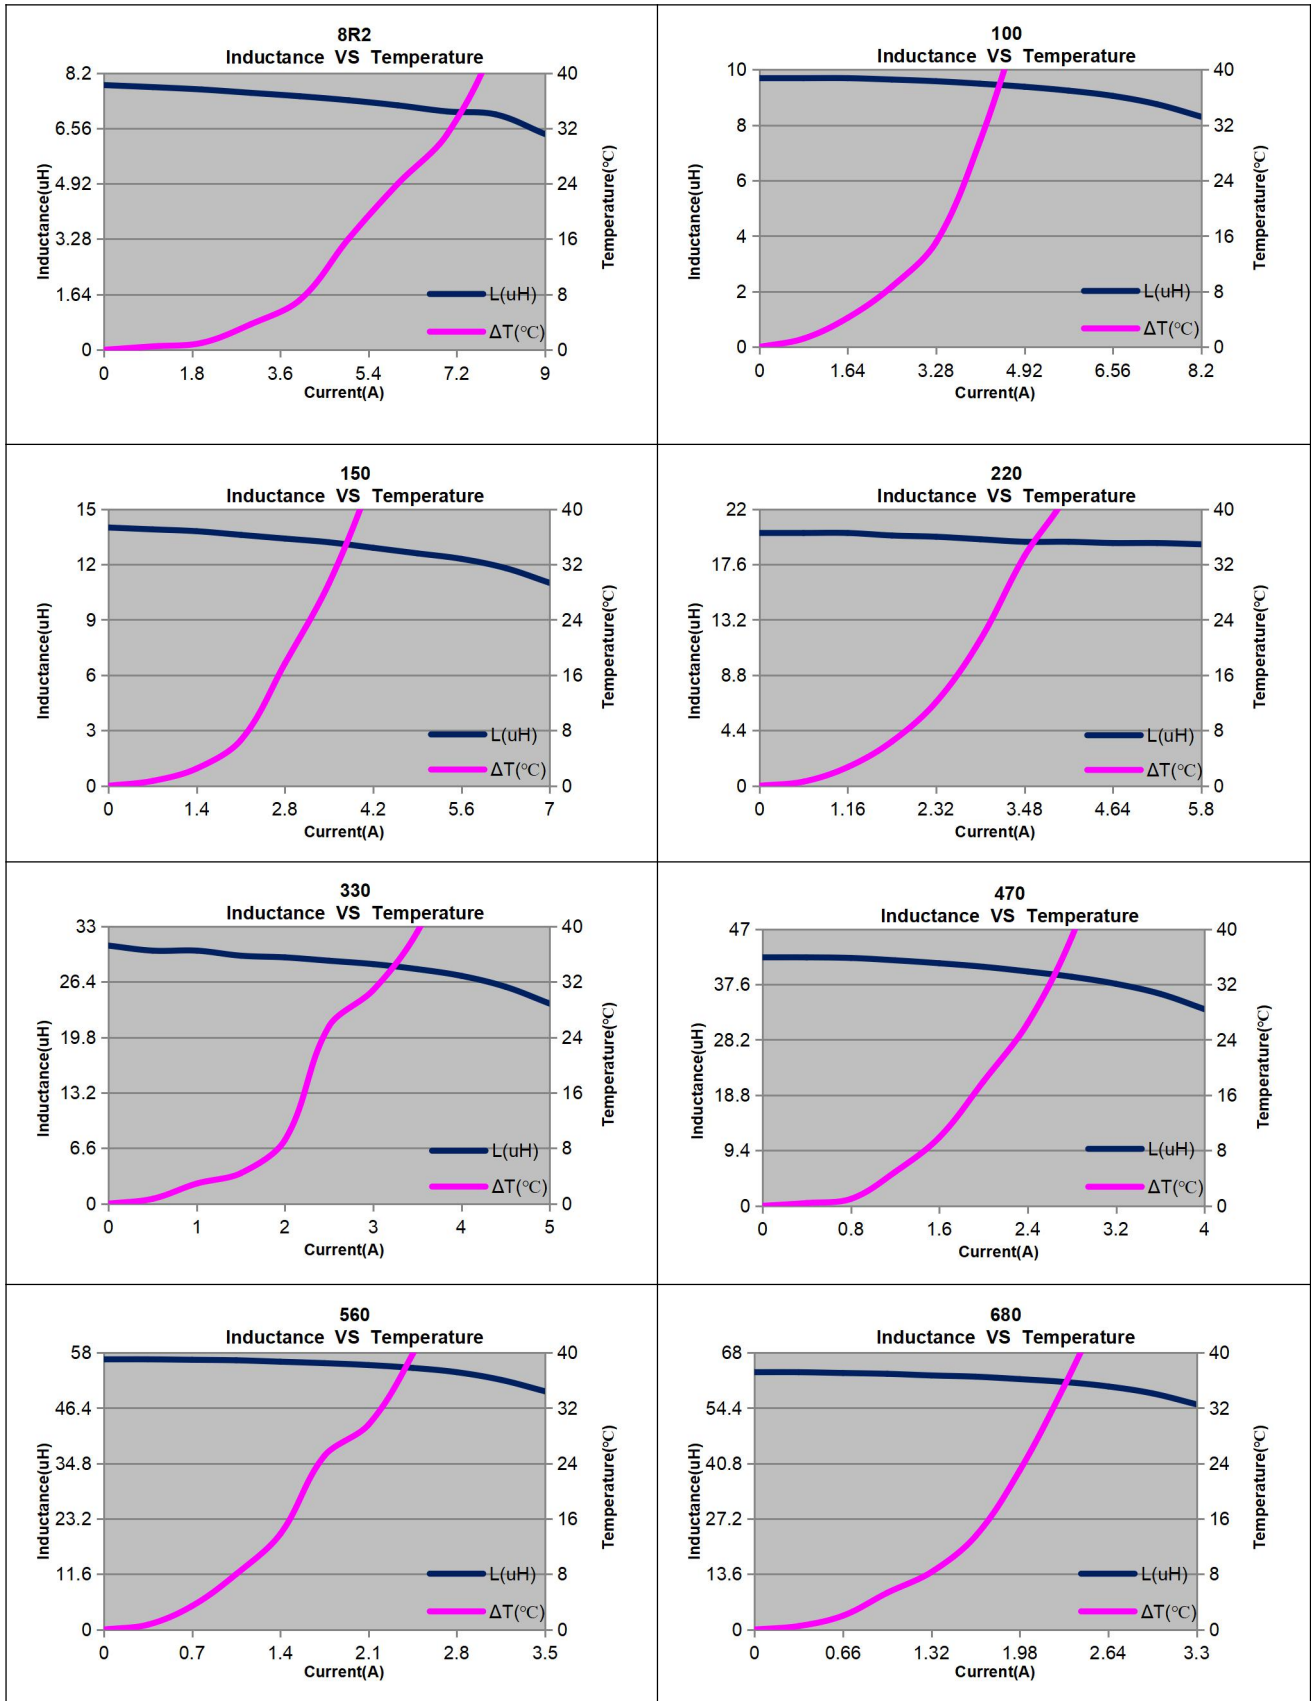 8R2
Inductance VS Temperature
8.2
6.56
4.92
3.28
1.64
0
40
32
24
16
8
0
Inductance(uH)
Temperature(℃)
L(uH)
ΔT(℃)
0 1.8 3.6 5.4 7.2 9
Current(A)
100
Inductance VS Temperature
10
8
6
4
2
0
40
32
24
16
8
0
Inductance(uH)
Temperature(℃)
L(uH)
ΔT(℃)
0 1.64 3.28 4.92 6.56 8.2
Current(A)
150
Inductance VS Temperature
15
12
9
6
3
0
40
32
24
16
8
0
Inductance(uH)
Temperature(℃)
L(uH)
ΔT(℃)
0 1.4 2.8 4.2 5.6 7
Current(A)
220
Inductance VS Temperature
22
17.6
13.2
8.8
4.4
0
40
32
24
16
8
0
Inductance(uH)
Temperature(℃)
L(uH)
ΔT(℃)
0 1.16 2.32 3.48 4.64 5.8
Current(A)
330
Inductance VS Temperature
33
26.4
19.8
13.2
6.6
0
40
32
24
16
8
0
Inductance(uH)
Temperature(℃)
L(uH)
ΔT(℃)
0 1 2 3 4 5
Current(A)
470
Inductance VS Temperature
47
37.6
28.2
18.8
9.4
0
40
32
24
16
8
0
Inductance(uH)
Temperature(℃)
L(uH)
ΔT(℃)
0 0.8 1.6 2.4 3.2 4
Current(A)
560
Inductance VS Temperature
58
46.4
34.8
23.2
11.6
0
40
32
24
16
8
0
Inductance(uH)
Temperature(℃)
L(uH)
ΔT(℃)
0 0.7 1.4 2.1 2.8 3.5
Current(A)
680
Inductance VS Temperature
68
54.4
40.8
27.2
13.6
0
40
32
24
16
8
0
Inductance(uH)
Temperature(℃)
L(uH)
ΔT(℃)
0 0.66 1.32 1.98 2.64 3.3
Current(A)